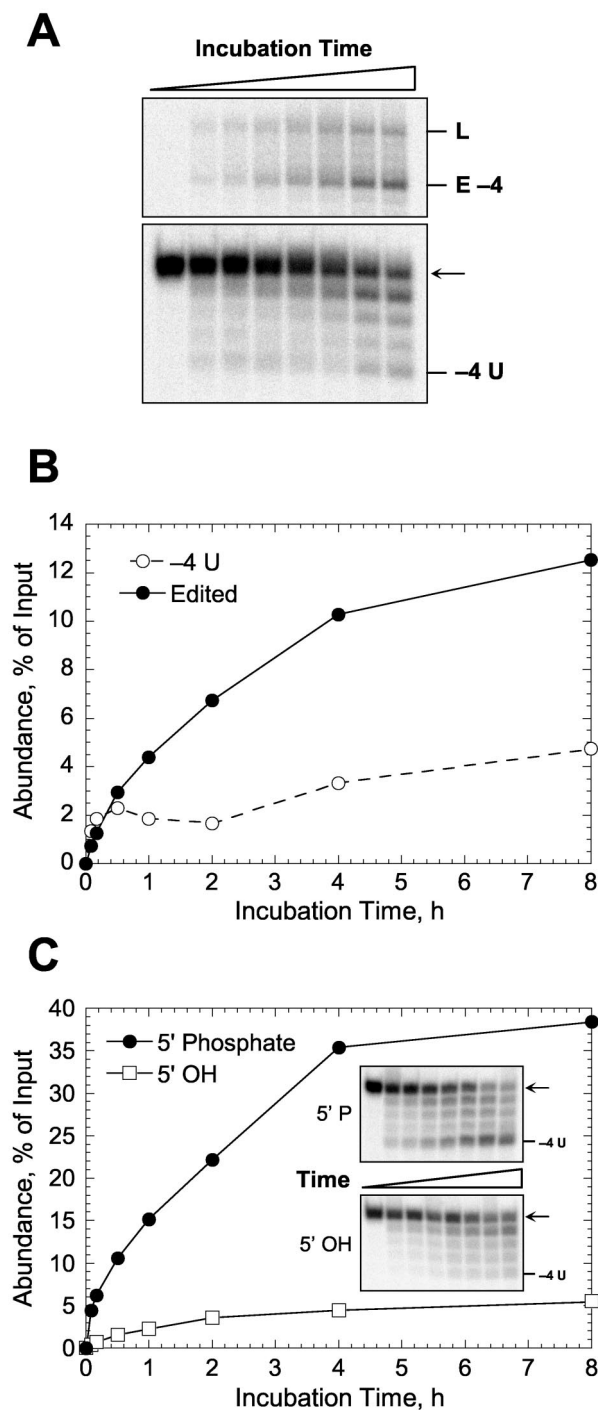 A
Incubation Time
L
E –4
–4 U
B
14
12
10
8
6
4
2
0
Abundance, % of Input
–4 U
Edited
0 1 2 3 4 5 6 7 8
Incubation Time, h
C
40
35
30
25
20
15
10
5
0
Abundance, % of Input
5' Phosphate
5' OH
5' P
–4 U
Time
5' OH
–4 U
0 1 2 3 4 5 6 7 8
Incubation Time, h